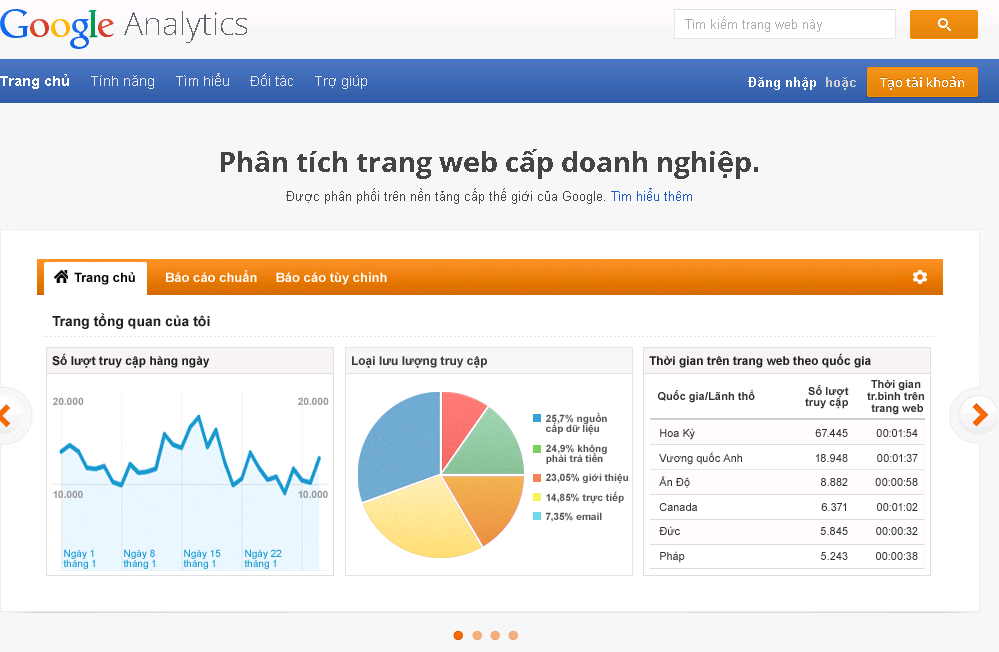 Google Analytics
Tìm kiếm trang web này
Trang chủ Tính năng Tìm hiểu Đối tác Trợ giúp
Đăng nhập hoặc Tạo tài khoản
Phân tích trang web cấp doanh nghiệp.
Được phân phối trên nền tảng cấp thế giới của Google. Tìm hiểu thêm
Trang chủ Báo cáo chuẩn Báo cáo tùy chỉnh
Trang tổng quan của tôi
Số lượt truy cập hàng ngày
20.000 20.000
10.000 10.000
Ngày 1 Ngày 8 Ngày 15 Ngày 22
tháng 1 tháng 1 tháng 1 tháng 1
Loại lưu lượng truy cập
25,7% nguồn
cấp dữ liệu
24,9% không
phải trả tiền
23,05% giới thiệu
14,85% trực tiếp
7,35% email
Thời gian trên trang web theo quốc gia
Quốc gia/Lãnh thổ
Số lượt
truy cập
Thời gian
tr.bình trên
trang web
Hoa Kỳ 67.445 00:01:54
Vương quốc Anh 18.948 00:01:37
Ấn Độ 8.882 00:00:58
Canada 6.371 00:01:02
Đức 5.845 00:00:32
Pháp 5.243 00:00:38